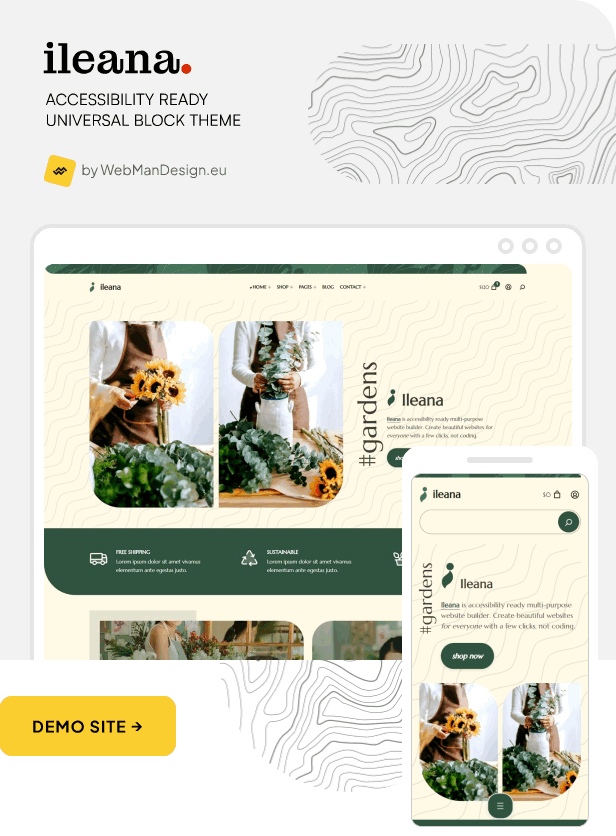 ileana.
ACCESSIBILITY READY
UNIVERSAL BLOCK THEME
by WebManDesign.eu
ileana
HOME
SHOP
PAGES
BLOG
CONTACT
#gardens
Ileana
Ileana is accessibility ready multi-purpose
website builder. Create beautiful websites for
everyone with a few clicks, not coding.
FREE SHIPPING
Lorem ipsum dolor sit amet vivamus
elementum ante egestas justo.
SUSTAINABLE
Lorem ipsum dolor sit amet vivamus
elementum ante egestas justo.
ileana
$0
#gardens
Ileana
Ileana is accessibility ready multi-purpose
website builder. Create beautiful websites
for everyone with a few clicks, not coding.
shop now
DEMO SITE →